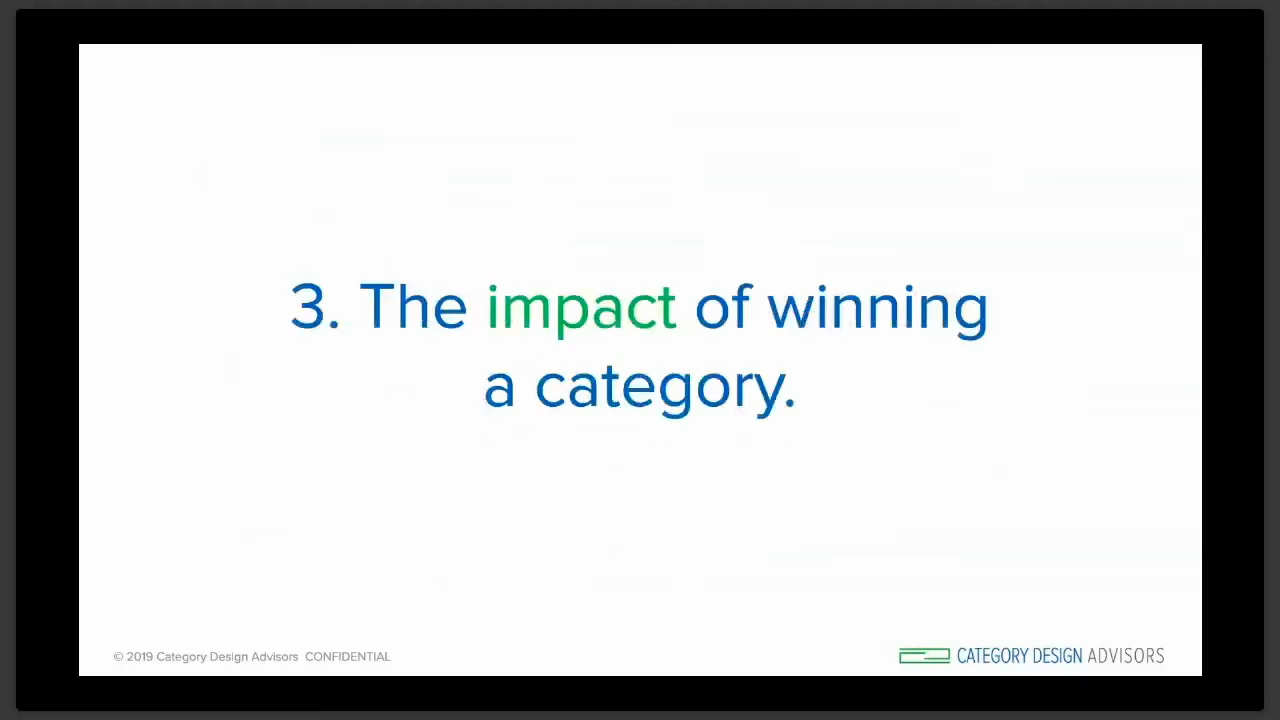 3. The impact of winning
a category.
© 2019 Category Design Advisors CONFIDENTIAL
CATEGORY DESIGN ADVISORS